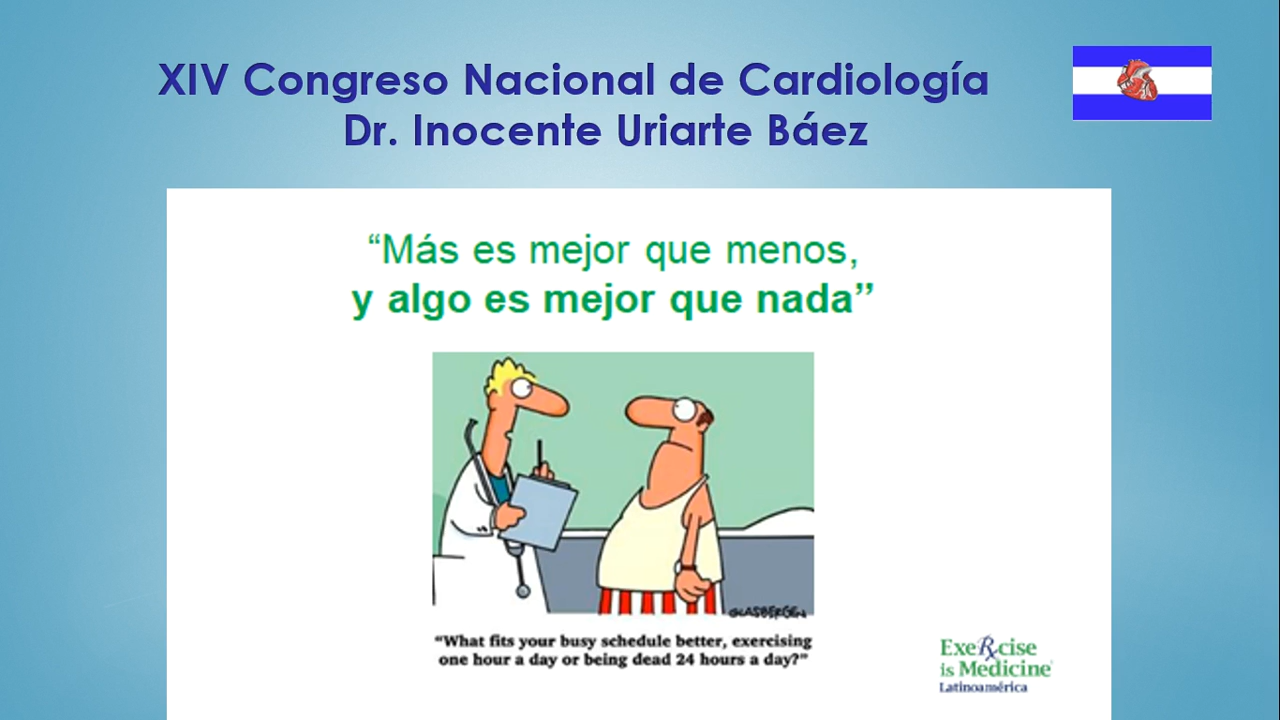 XIV Congreso Nacional de Cardiología
Dr. Inocente Uriarte Báez
“Más es mejor que menos,
y algo es mejor que nada”
GLASBERGEN
“What fits your busy schedule better, exercising
one hour a day or being dead 24 hours a day?”
ExeRxcise
is Medicine®
Latinoamérica